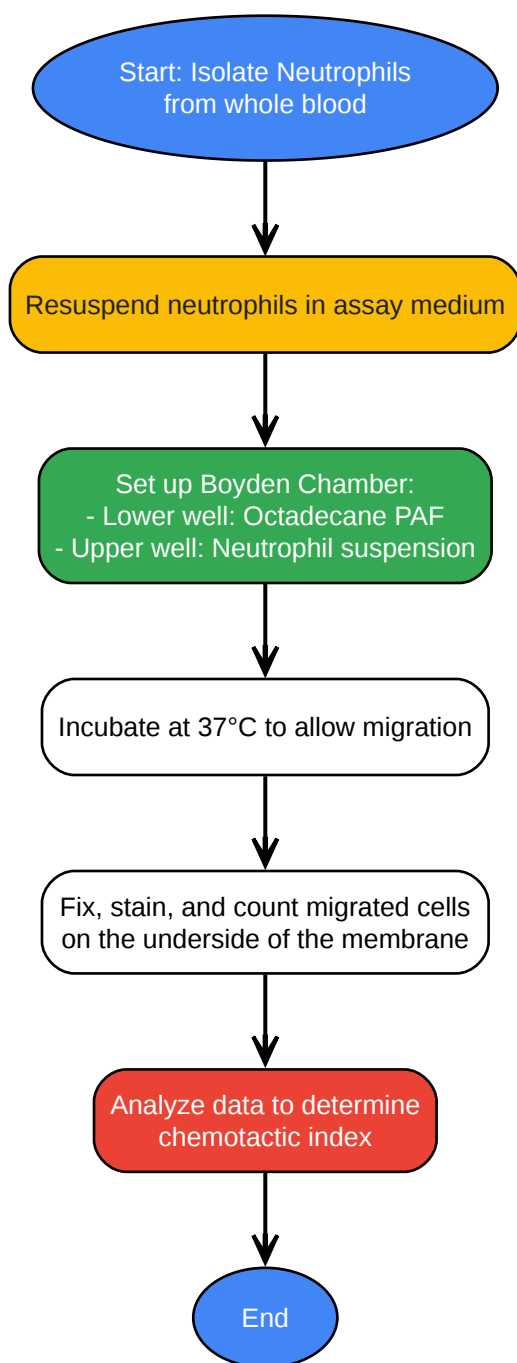 Start: Isolate Neutrophils
from whole blood
Resuspend neutrophils in assay medium
Set up Boyden Chamber:
- Lower well: Octadecane PAF
- Upper well: Neutrophil suspension
Incubate at 37°C to allow migration
Fix, stain, and count migrated cells
on the underside of the membrane
Analyze data to determine
chemotactic index
End